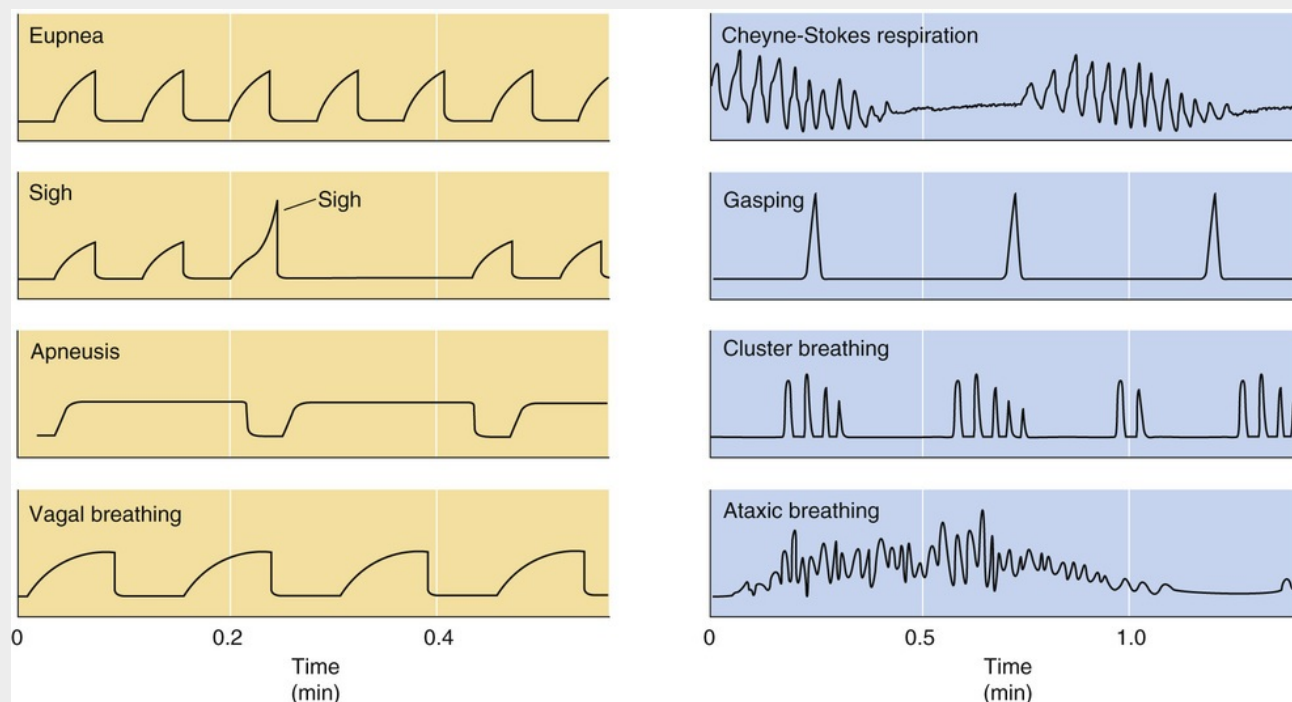 Eupnea
Sigh
Sigh
Apneusis
Vagal breathing
0
0.2
0.4
Time
(min)
Cheyne-Stokes respiration
Gasping
Cluster breathing
Ataxic breathing
0
0.5
1.0
Time
(min)